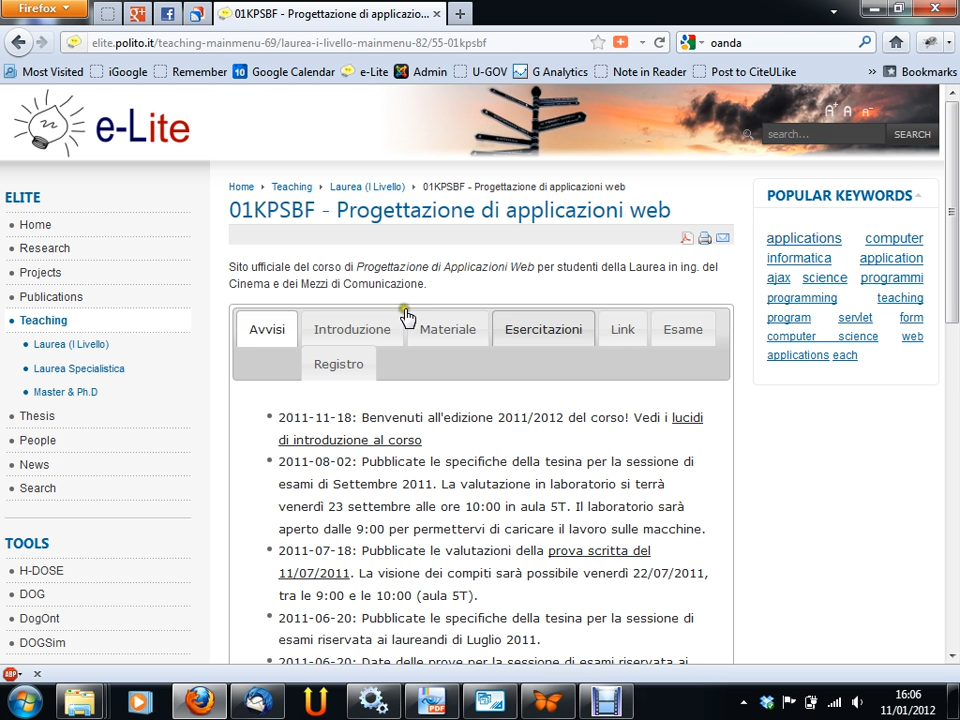 Firefox
01KPSBF - Progettazione di applicazio...
elite.polito.it/teaching-mainmenu-69/laurea-i-livello-mainmenu-82/55-01kpsbf
oanda
Most Visited iGoogle Remember 10 Google Calendar e-Lite Admin U-GOV G Analytics Note in Reader Post to CiteULike » Bookmarks
e-Lite
A+ A A-
search... SEARCH
ELITE
Home
Research
Projects
Publications
Teaching
Laurea (I Livello)
Laurea Specialistica
Master & Ph.D
Thesis
People
News
Search
TOOLS
H-DOSE
DOG
DogOnt
DOGSim
Home Teaching Laurea (I Livello) 01KPSBF - Progettazione di applicazioni web
01KPSBF - Progettazione di applicazioni web
Sito ufficiale del corso di Progettazione di Applicazioni Web per studenti della Laurea in ing. del
Cinema e dei Mezzi di Comunicazione.
Avvisi Introduzione Materiale Esercitazioni Link Esame
Registro
2011-11-18: Benvenuti all'edizione 2011/2012 del corso! Vedi i lucidi
di introduzione al corso
2011-08-02: Pubblicate le specifiche della tesina per la sessione di
esami di Settembre 2011. La valutazione in laboratorio si terrà
venerdì 23 settembre alle ore 10:00 in aula 5T. Il laboratorio sarà
aperto dalle 9:00 per permettervi di caricare il lavoro sulle macchine.
2011-07-18: Pubblicate le valutazioni della prova scritta del
11/07/2011. La visione dei compiti sarà possibile venerdì 22/07/2011,
tra le 9:00 e le 10:00 (aula 5T).
2011-06-20: Pubblicate le specifiche della tesina per la sessione di
esami riservata ai laureandi di Luglio 2011.
2011-06-20: Date delle prove per la sessione di esami riservata ai
POPULAR KEYWORDS
applications computer
informatica application
ajax science programmi
programming teaching
program servlet form
computer science web
applications each
ABP
PDF
16:06
11/01/2012